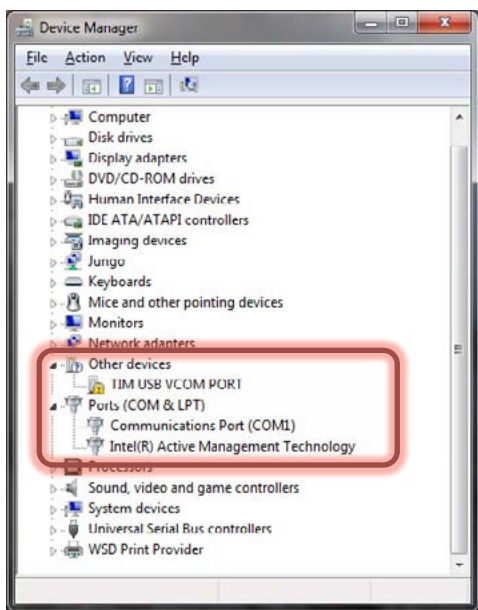 Device Manager
File Action View Help
Computer
Disk drives
Display adapters
DVD/CD-ROM drives
Human Interface Devices
IDE ATA/ATAPI controllers
Imaging devices
Jungo
Keyboards
Mice and other pointing devices
Monitors
Network adapters
Other devices
TIM USB VCOM PORT
Ports (COM & LPT)
Communications Port (COM1)
Intel(R) Active Management Technology
Processors
Sound, video and game controllers
System devices
Universal Serial Bus controllers
WSD Print Provider